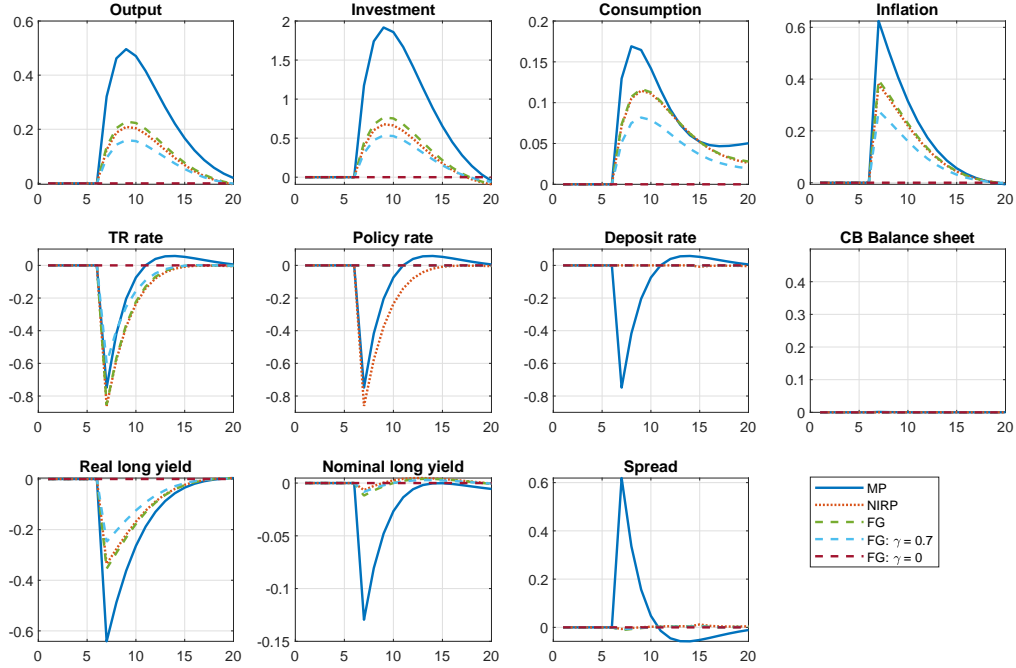 Output
Investment
Consumption
Inflation
0.6
0.4
0.2
0
0 5 10 15 20
2
1.5
1
0.5
0
0 5 10 15 20
0.2
0.15
0.1
0.05
0
0 5 10 15 20
0.6
0.4
0.2
0
0 5 10 15 20
TR rate
Policy rate
Deposit rate
CB Balance sheet
0
-0.2
-0.4
-0.6
-0.8
0 5 10 15 20
0
-0.2
-0.4
-0.6
-0.8
0 5 10 15 20
0
-0.2
-0.4
-0.6
-0.8
0 5 10 15 20
0.5
0.4
0.3
0.2
0.1
0
0 5 10 15 20
Real long yield
Nominal long yield
Spread
0
-0.2
-0.4
-0.6
0 5 10 15 20
0
-0.05
-0.1
-0.15
0 5 10 15 20
0.6
0.4
0.2
0
0 5 10 15 20
MP
NIRP
FG
FG: γ = 0.7
FG: γ = 0